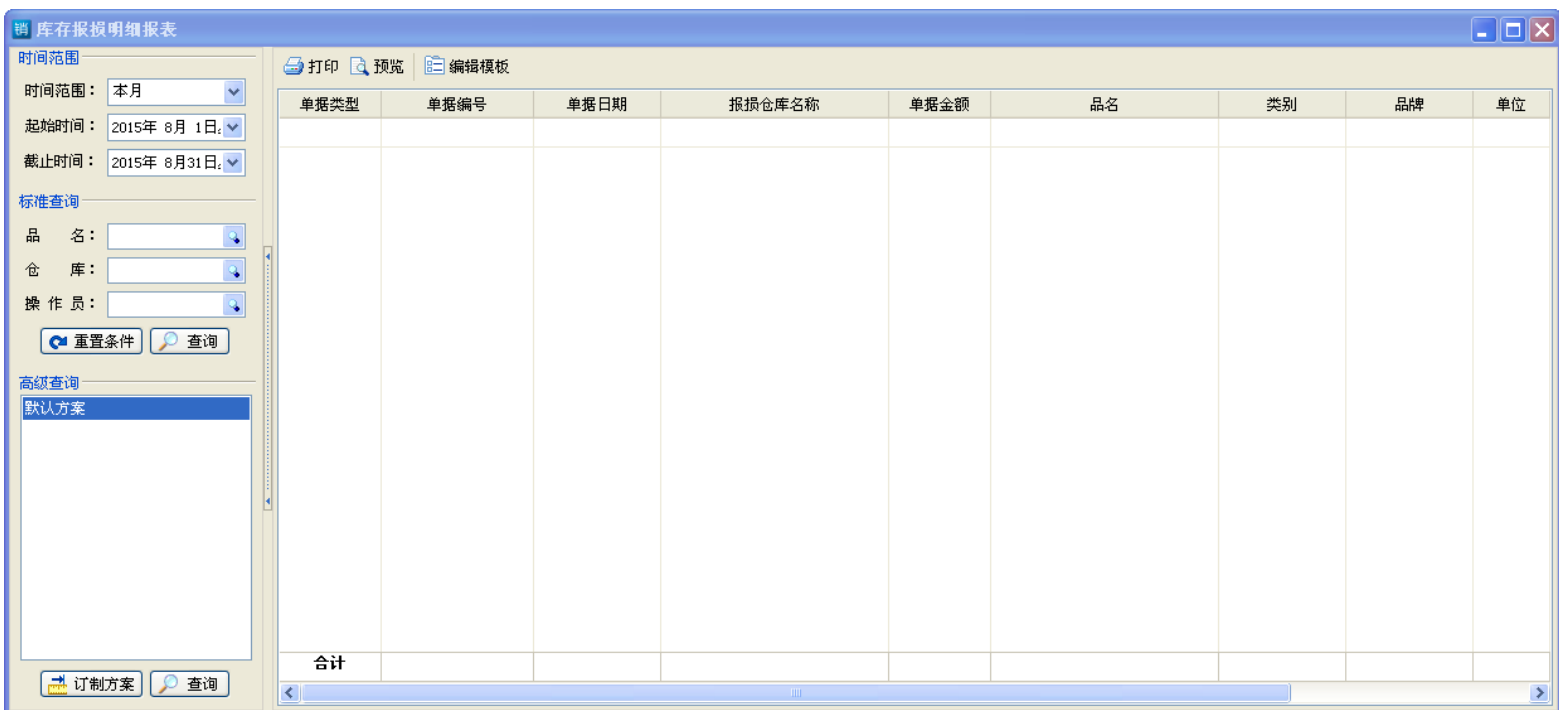 销 库存报损明细报表
时间范围
时间范围： 本月
起始时间： 2015年 8月 1日
截止时间： 2015年 8月31日
标准查询
品 名：
仓 库：
操 作 员：
重置条件 查询
高级查询
默认方案
订制方案 查询
打印 预览 编辑模板
单据类型 单据编号 单据日期 报损仓库名称 单据金额 品名 类别 品牌 单位
合计